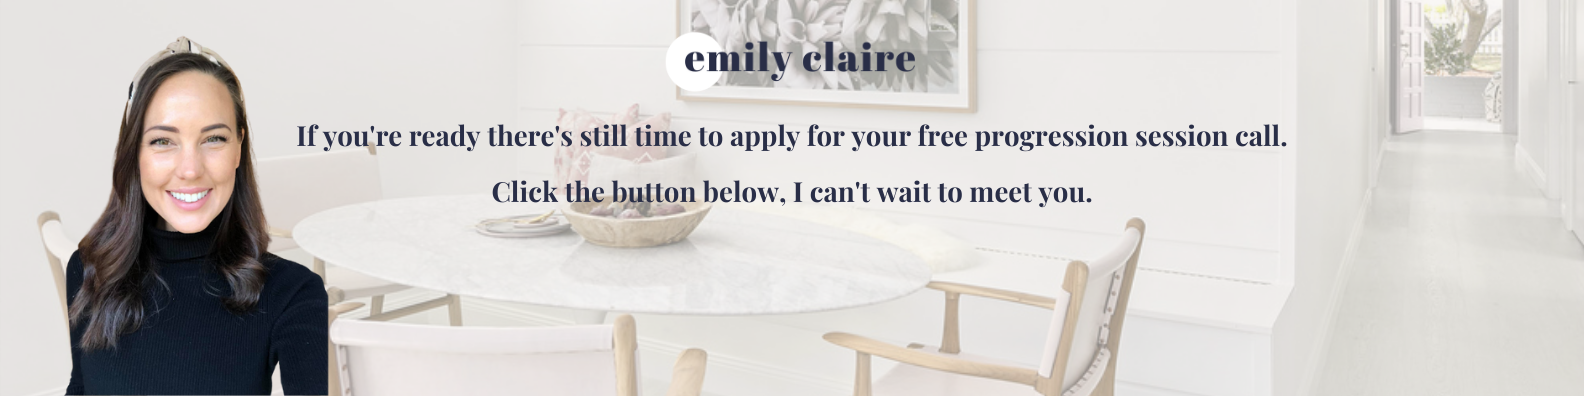 emily claire
If you're ready there's still time to apply for your free progression session call.
Click the button below, I can't wait to meet you.